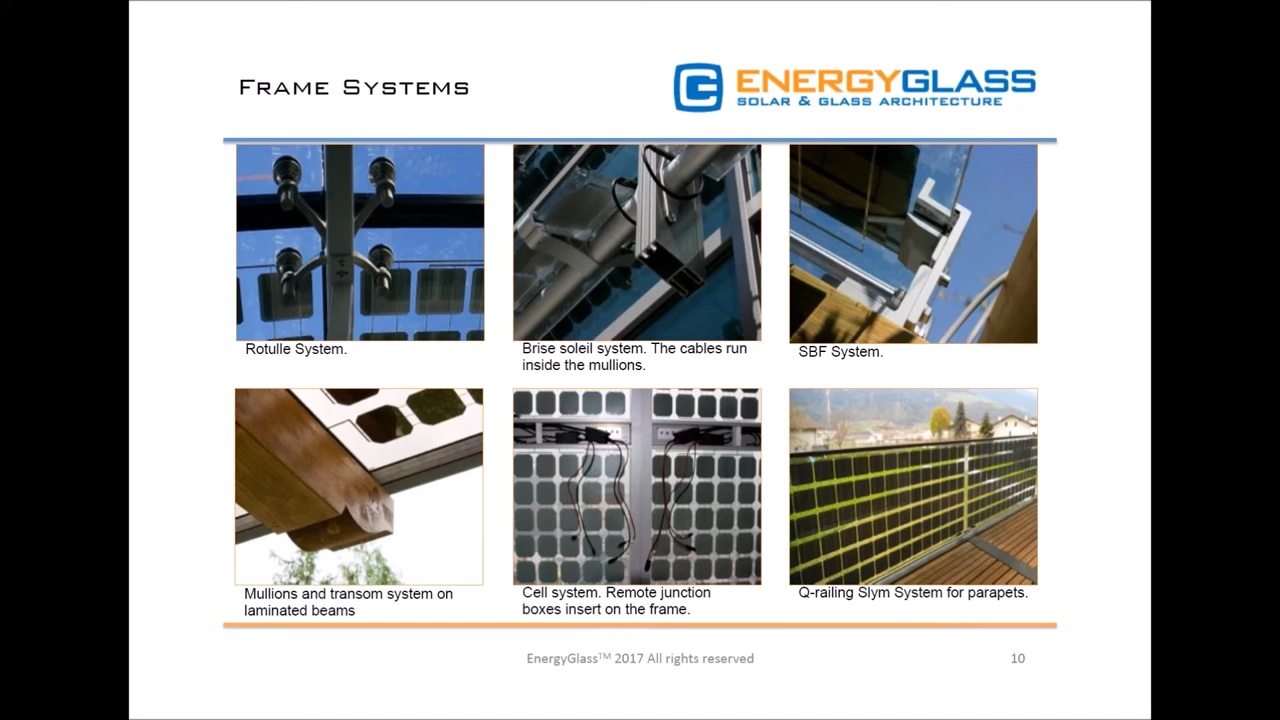 FRAME SYSTEMS
ENERGYGLASS
SOLAR & GLASS ARCHITECTURE
Rotulle System.
Brise soleil system. The cables run
inside the mullions.
SBF System.
Mullions and transom system on
laminated beams
Cell system. Remote junction
boxes insert on the frame.
Q-railing Slym System for parapets.
EnergyGlass™ 2017 All rights reserved
10